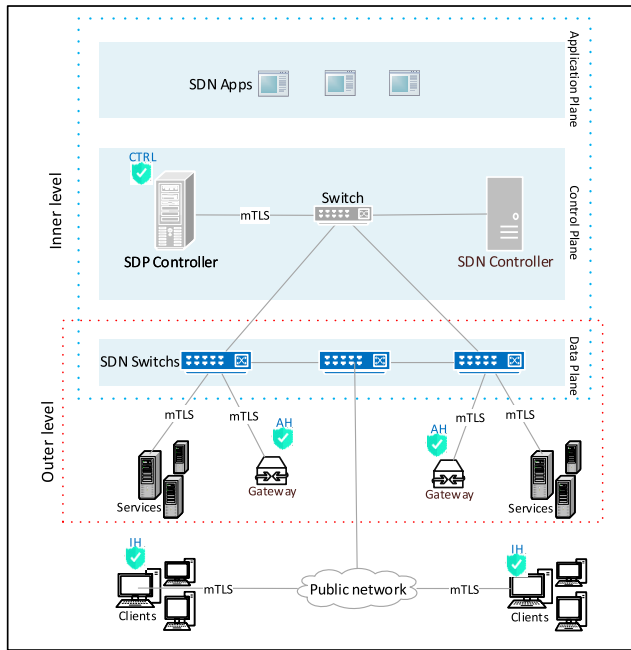 Application Plane
SDN Apps
Inner level
CTRL
Switch
mTLS
SDP Controller
SDN Controller
Control Plane
SDN Switchs
Data Plane
Outer level
mTLS
mTLS
mTLS
mTLS
AH
AH
Gateway
Gateway
Services
Services
IH
IH
mTLS
Public network
mTLS
Clients
Clients